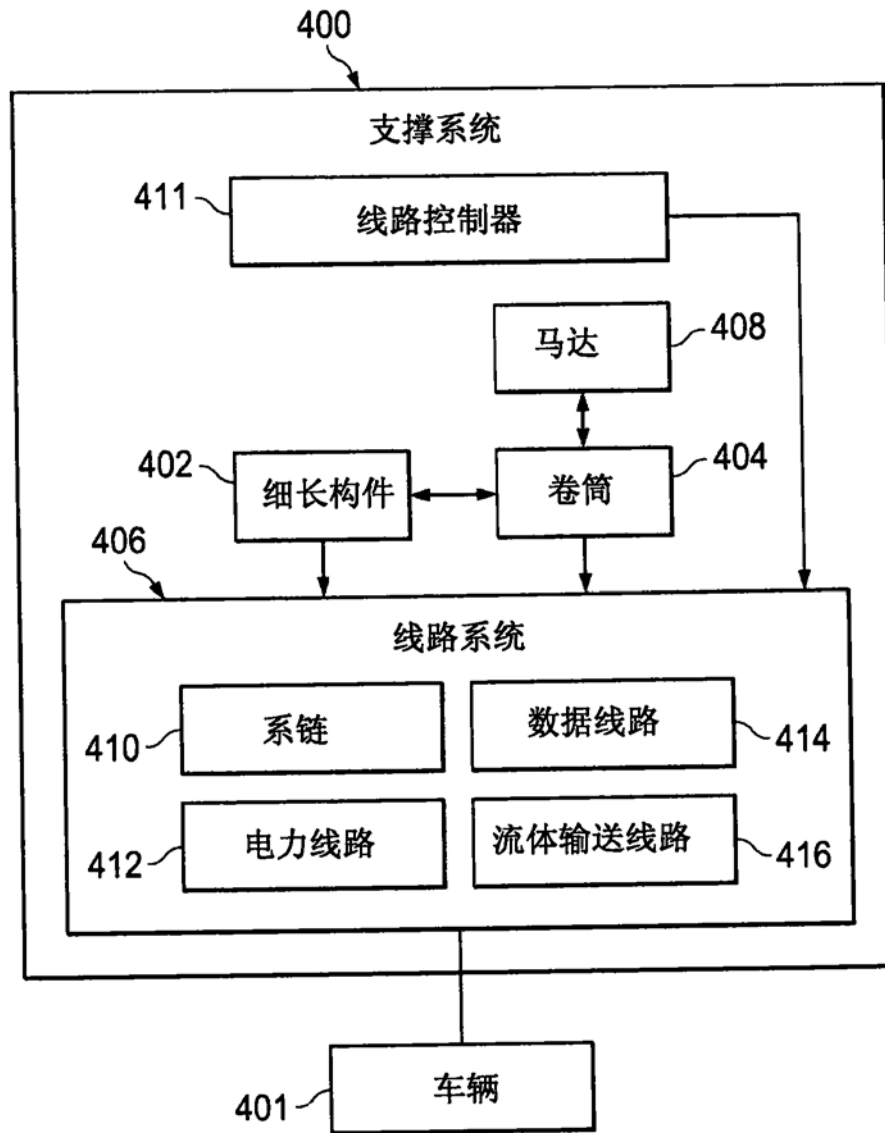 400
支撑系统
411
线路控制器
马达
408
402
细长构件
卷筒
404
406
线路系统
410
系链
数据线路
414
412
电力线路
流体输送线路
416
401
车辆